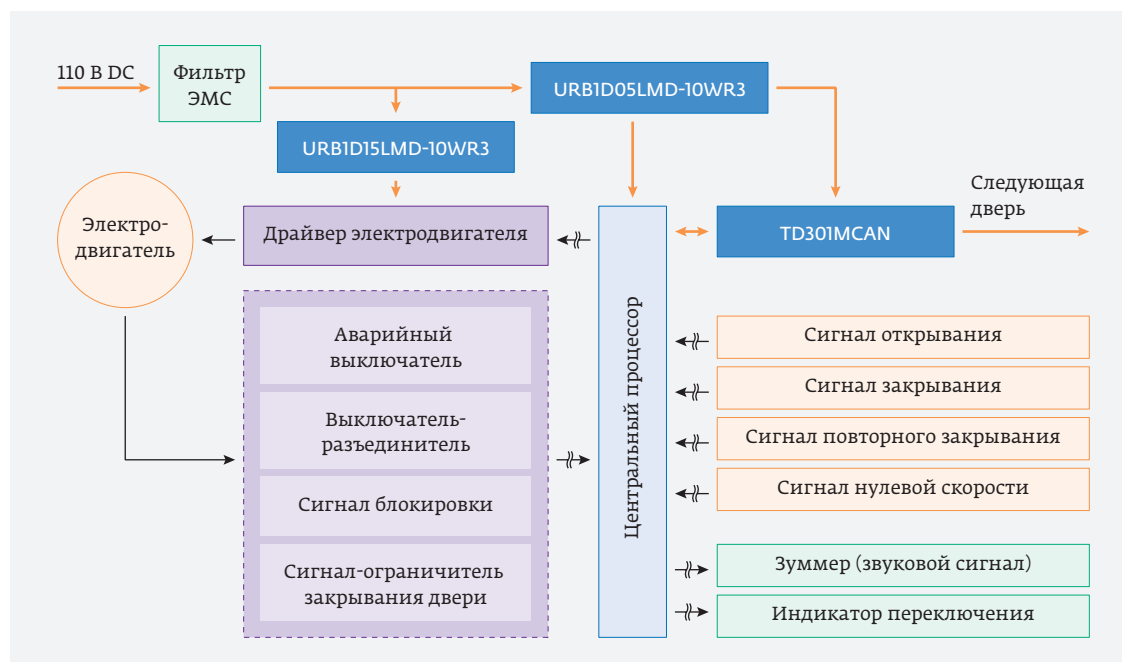 110 В DC
Фильтр
ЭМС
URB1D05LMD-10WR3
URB1D15LMD-10WR3
Следующая
дверь
Электро-
двигатель
Драйвер электродвигателя
TD301MCAN
Центральный процессор
Аварийный
выключатель
Выключатель-
разъединитель
Сигнал блокировки
Сигнал-ограничитель
закрывания двери
Сигнал открывания
Сигнал закрывания
Сигнал повторного закрывания
Сигнал нулевой скорости
Зуммер (звуковой сигнал)
Индикатор переключения